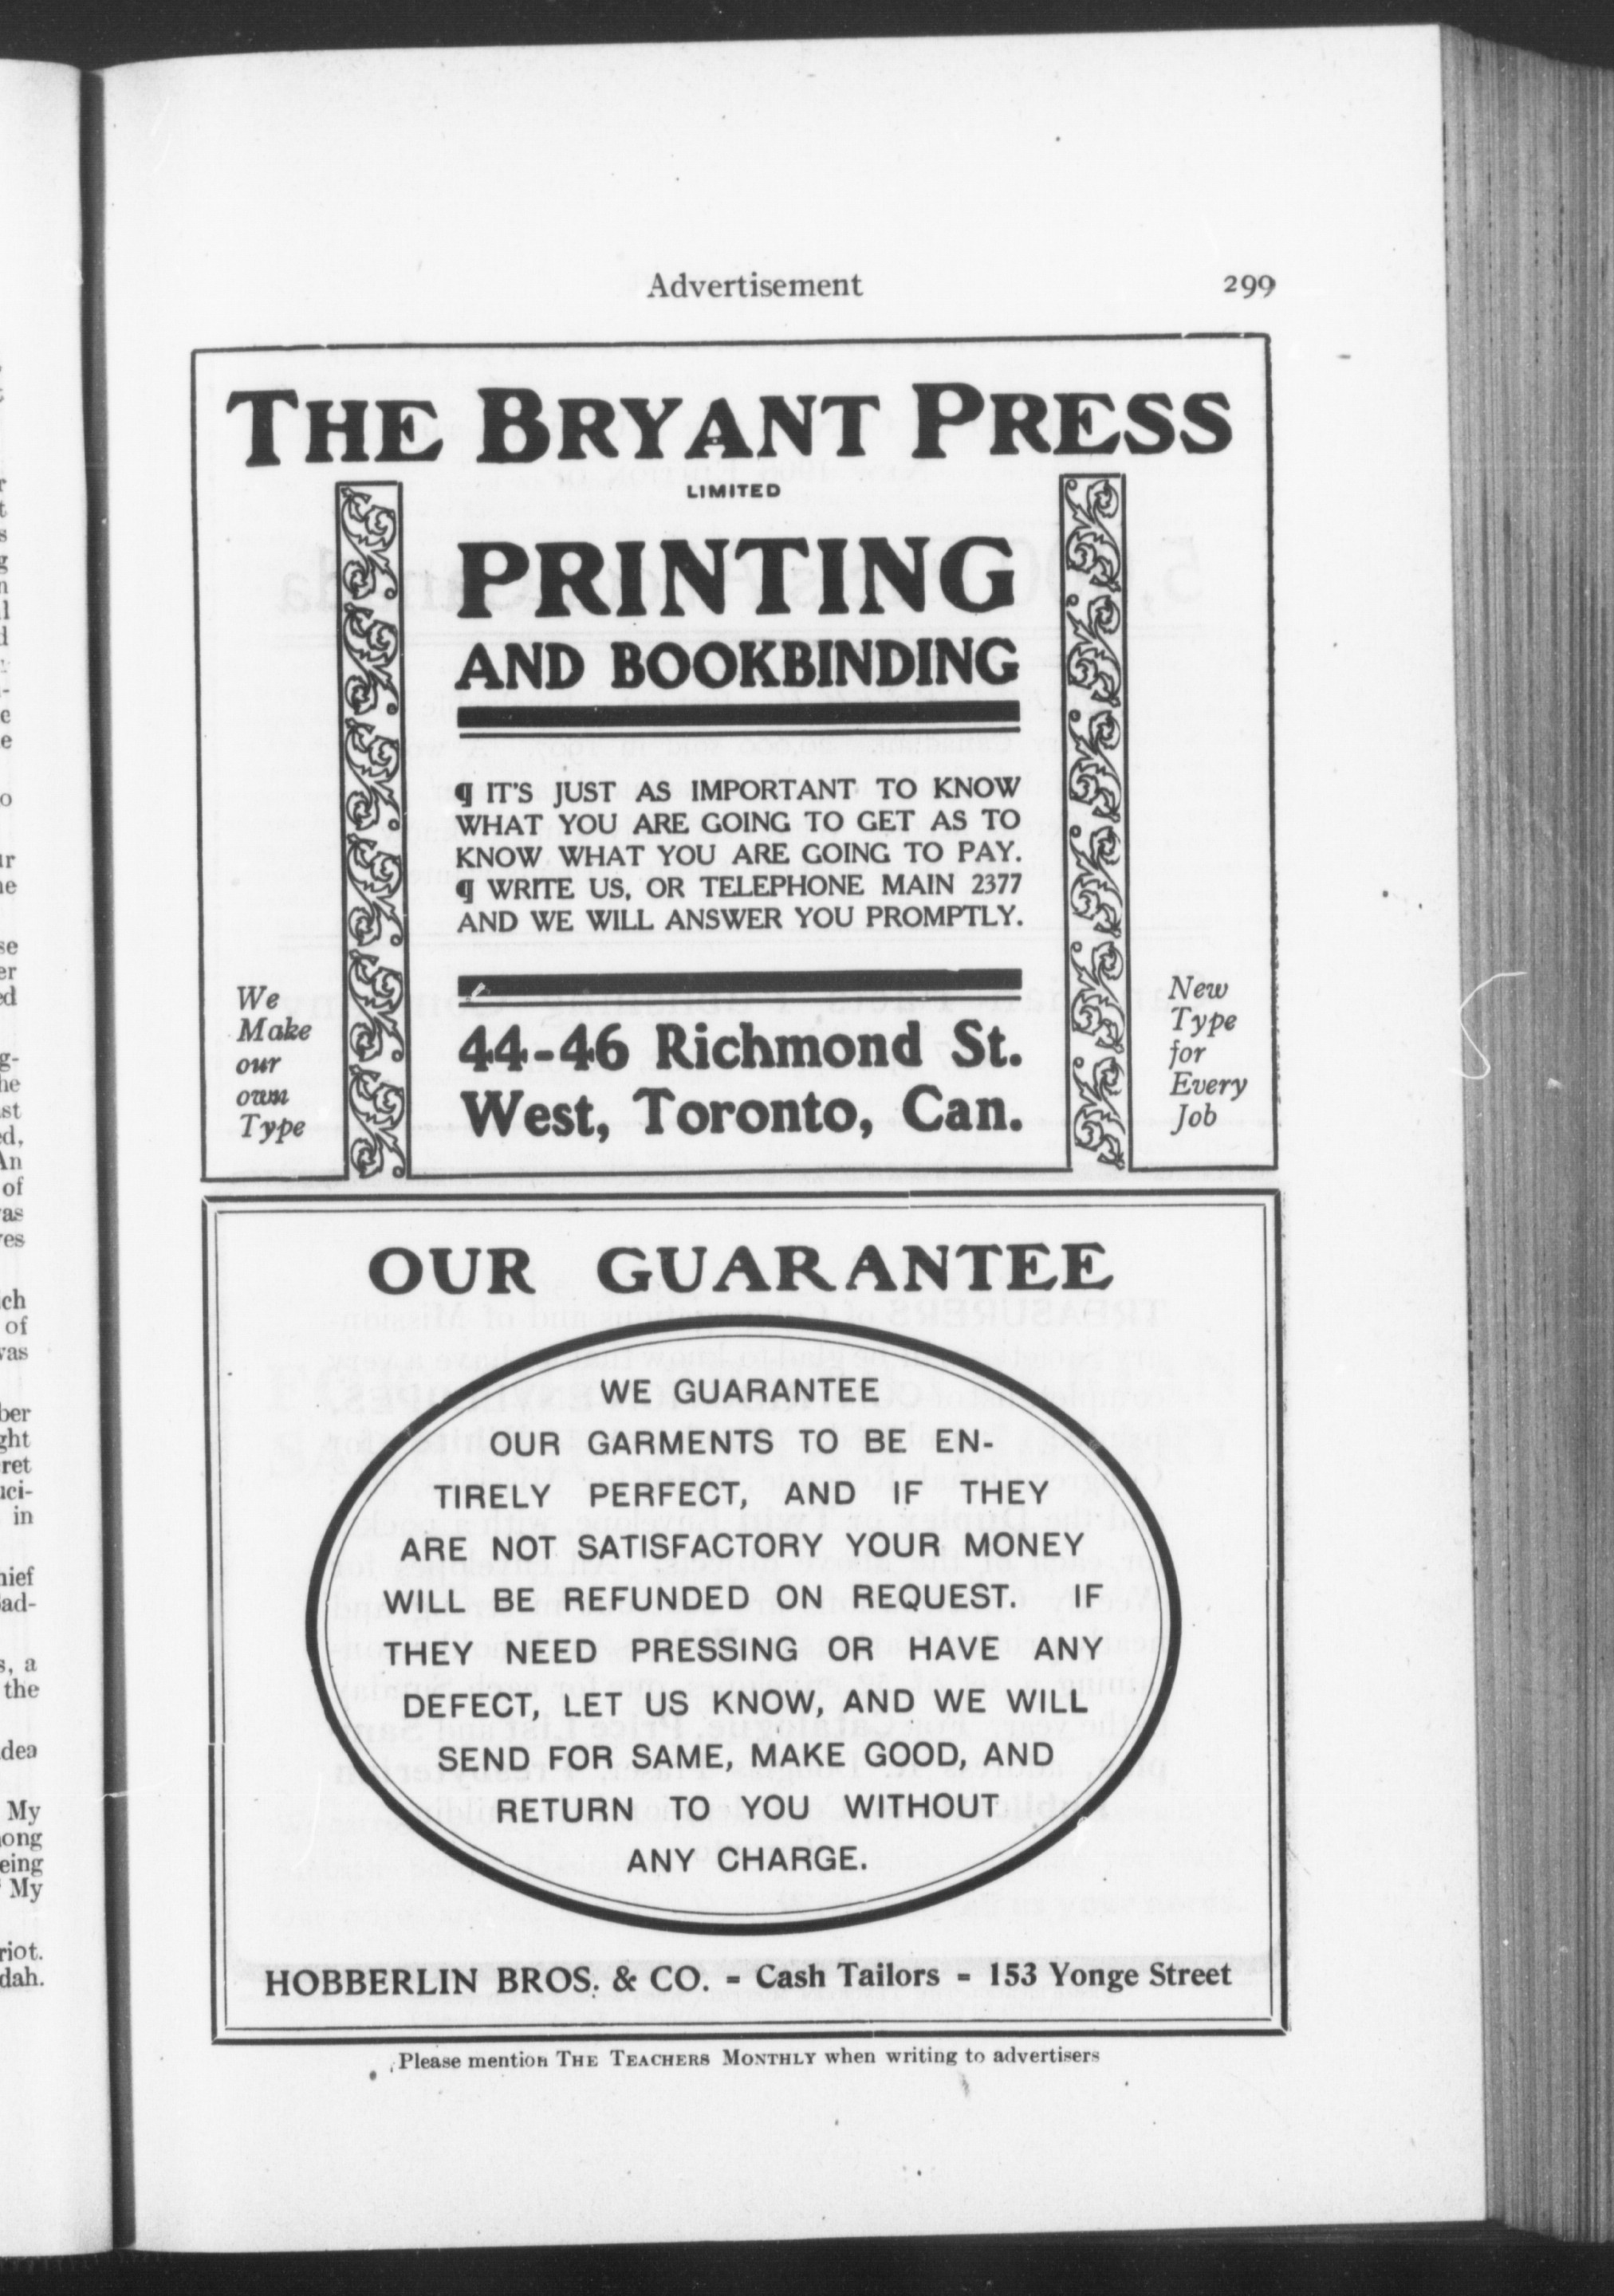 Advertisement 299
THE BRYANT PRESS
LIMITED
PRINTING
AND BOOKBINDING
¶ IT'S JUST AS IMPORTANT TO KNOW
WHAT YOU ARE GOING TO GET AS TO
KNOW WHAT YOU ARE GOING TO PAY.
¶ WRITE US, OR TELEPHONE MAIN 2377
AND WE WILL ANSWER YOU PROMPTLY.
We
Make
our
own
Type
44-46 Richmond St.
West, Toronto, Can.
New
Type
for
Every
Job
OUR GUARANTEE
WE GUARANTEE
OUR GARMENTS TO BE EN-
TIRELY PERFECT, AND IF THEY
ARE NOT SATISFACTORY YOUR MONEY
WILL BE REFUNDED ON REQUEST. IF
THEY NEED PRESSING OR HAVE ANY
DEFECT, LET US KNOW, AND WE WILL
SEND FOR SAME, MAKE GOOD, AND
RETURN TO YOU WITHOUT
ANY CHARGE.
HOBBERLIN BROS. & CO. - Cash Tailors - 153 Yonge Street
Please mention THE TEACHERS MONTHLY when writing to advertisers